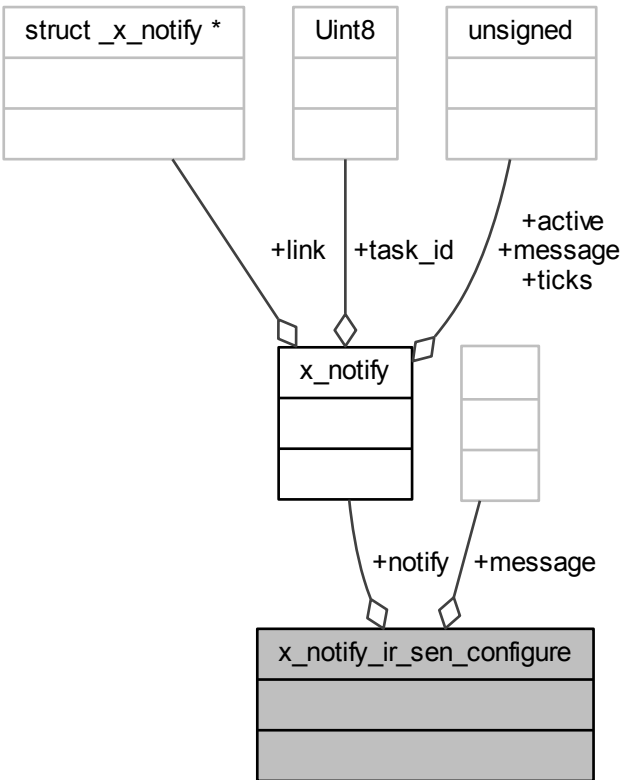 struct _x_notify *
Uint8
unsigned
+link
+task_id
+active
+message
+ticks
x_notify
+notify
+message
x_notify_ir_sen_configure